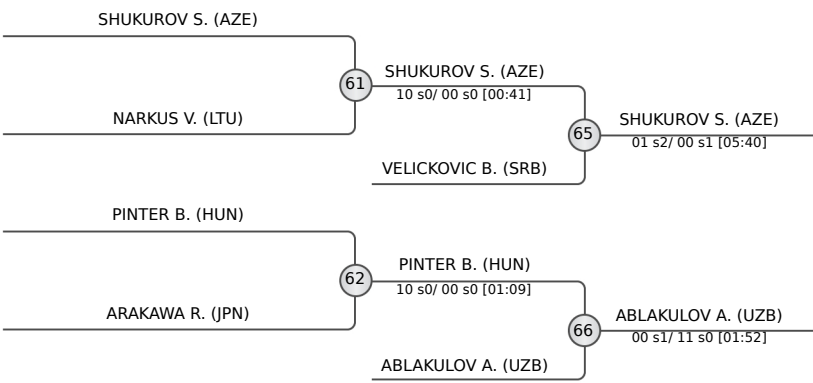 SHUKUROV S. (AZE)
61
SHUKUROV S. (AZE)
10 s0/ 00 s0 [00:41]
NARKUS V. (LTU)
65
SHUKUROV S. (AZE)
01 s2/ 00 s1 [05:40]
VELICKOVIC B. (SRB)
PINTER B. (HUN)
62
PINTER B. (HUN)
10 s0/ 00 s0 [01:09]
ARAKAWA R. (JPN)
66
ABLAKULOV A. (UZB)
00 s1/ 11 s0 [01:52]
ABLAKULOV A. (UZB)